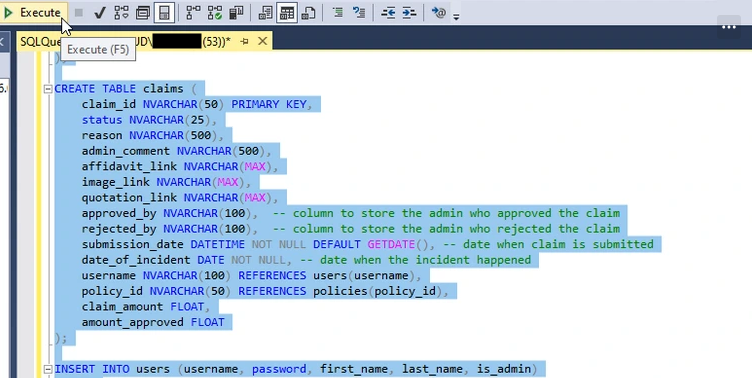 Execute
SQLQue UD\ (53))*
Execute (F5)
);
CREATE TABLE claims (
claim_id NVARCHAR(50) PRIMARY KEY,
status NVARCHAR(25),
reason NVARCHAR(500),
admin_comment NVARCHAR(500),
affidavit_link NVARCHAR(MAX),
image_link NVARCHAR(MAX),
quotation_link NVARCHAR(MAX),
approved_by NVARCHAR(100), -- column to store the admin who approved the claim
rejected_by NVARCHAR(100), -- column to store the admin who rejected the claim
submission_date DATETIME NOT NULL DEFAULT GETDATE(), -- date when claim is submitted
date_of_incident DATE NOT NULL, -- date when the incident happened
username NVARCHAR(100) REFERENCES users(username),
policy_id NVARCHAR(50) REFERENCES policies(policy_id),
claim_amount FLOAT,
amount_approved FLOAT
);
INSERT INTO users (username, password, first_name, last_name, is_admin)